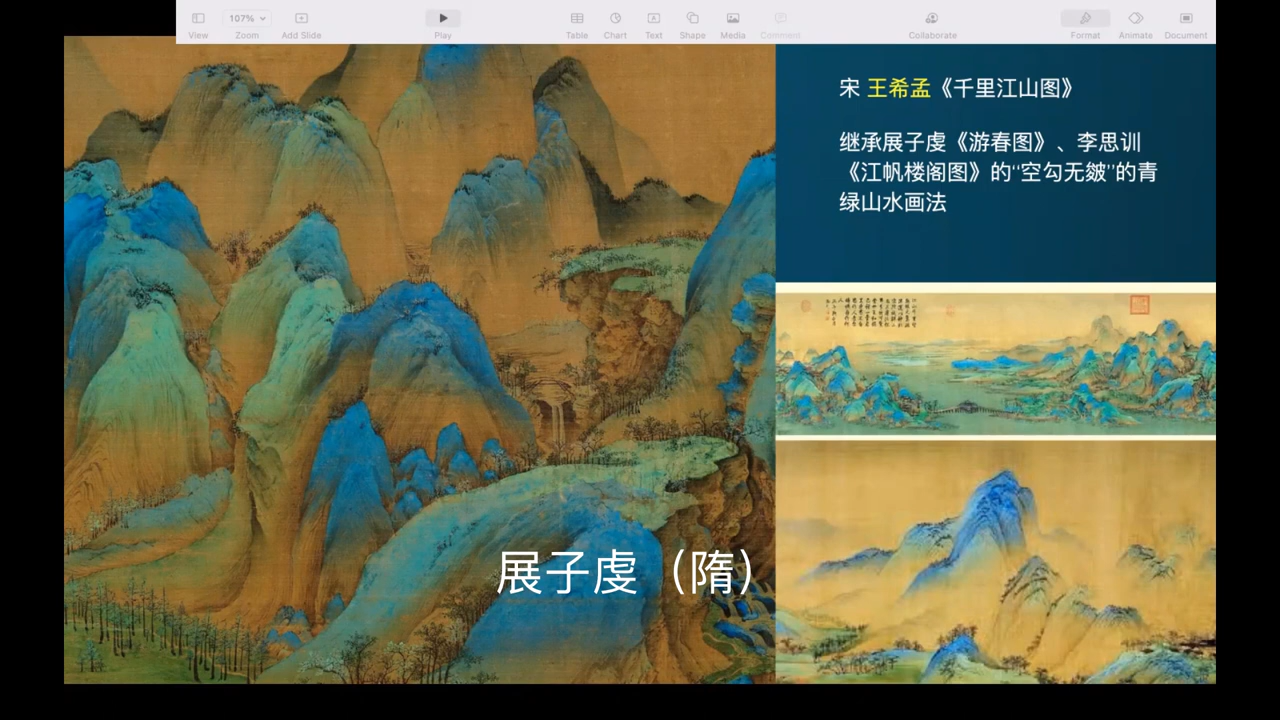 View
107%
Zoom
Add Slide
Play
Table
Chart
Text
Shape
Media
Comment
Collaborate
Format
Animate
Document
宋 王希孟《千里江山图》
继承展子虔《游春图》、李思训
《江帆楼阁图》的“空勾无皴”的青
绿山水画法
展子虔（隋）